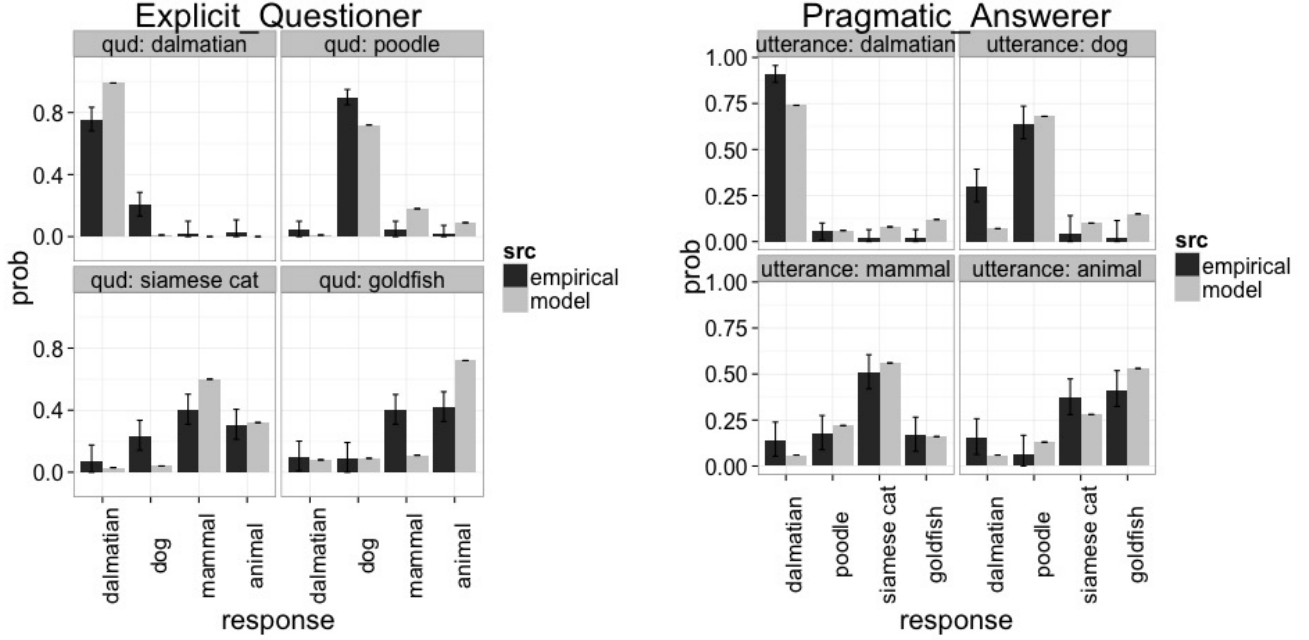 Explicit_Questioner
qud: dalmatian
qud: poodle
0.8
0.4
0.0
qud: siamese cat
qud: goldfish
0.8
0.4
0.0
prob
dalmatian
dog
mammal
animal
dalmatian
dog
mammal
animal
response
src
empirical
model
Pragmatic_Answerer
utterance: dalmatian
utterance: dog
1.00
0.75
0.50
0.25
0.00
utterance: mammal
utterance: animal
1.00
0.75
0.50
0.25
0.00
prob
dalmatian
poodle
siamese cat
goldfish
dalmatian
poodle
siamese cat
goldfish
response
src
empirical
model